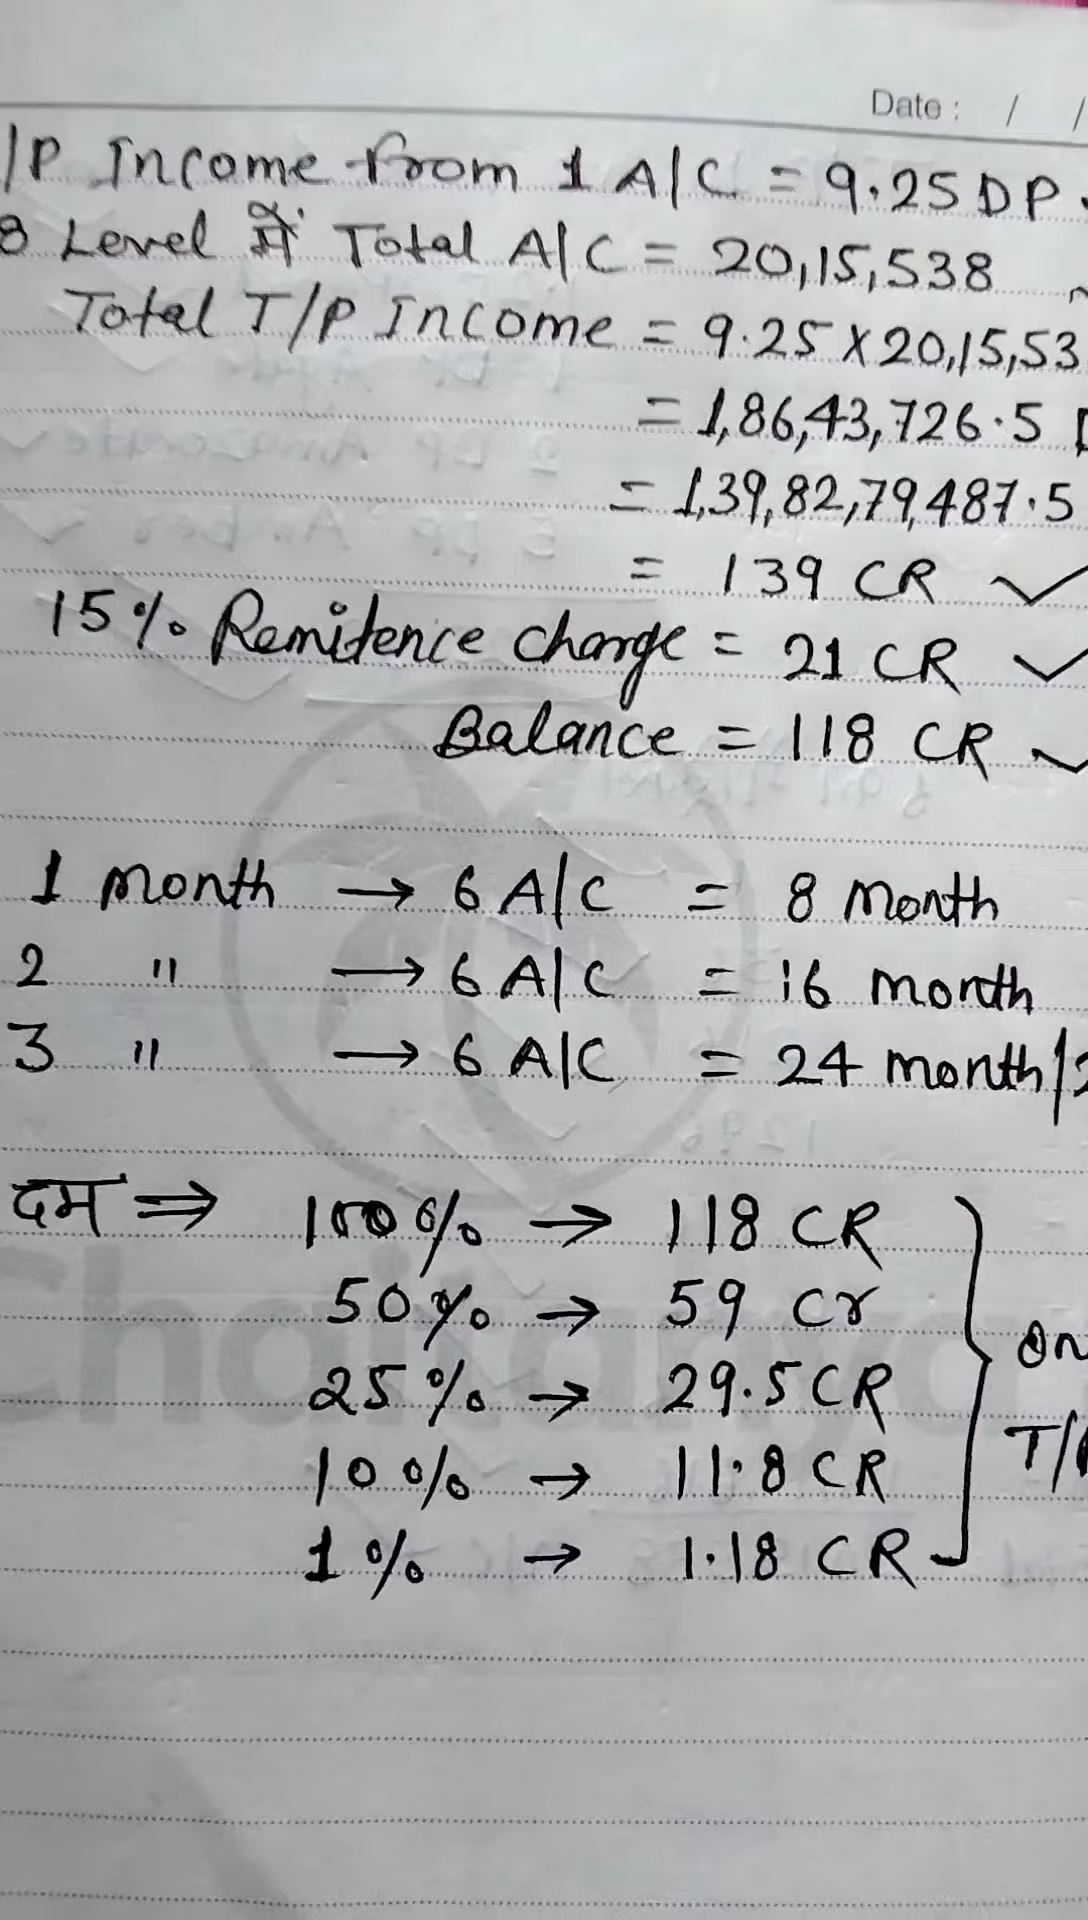 Date : / /
/P Income from 1 A/C = 9.25 DP
8 Level में Total A/C = 20,15,538
Total T/P Income = 9.25 × 20,15,53
= 1,86,43,726.5
= 1,39,82,79,487.5
= 139 CR ✓
15% Remitence charge = 21 CR ✓
Balance = 118 CR ✓
1 month → 6 A/C = 8 Month
2 " → 6 A/C = 16 month
3 " → 6 A/C = 24 month/2
दम ⇒ 100% → 118 CR
50% → 59 Cr
25% → 29.5 CR
on
10% → 11.8 CR
T/
1% → 1.18 CR